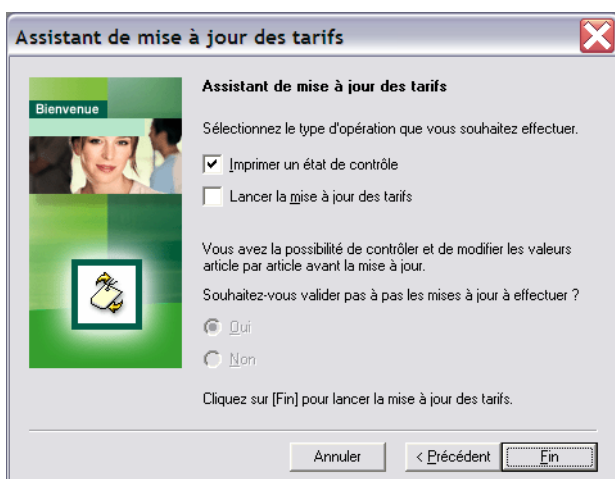 Assistant de mise à jour des tarifs
Bienvenue
Assistant de mise à jour des tarifs
Sélectionnez le type d'opération que vous souhaitez effectuer.
Imprimer un état de contrôle
Lancer la mise à jour des tarifs
Vous avez la possibilité de contrôler et de modifier les valeurs
article par article avant la mise à jour.
Souhaitez-vous valider pas à pas les mises à jour à effectuer ?
Oui
Non
Cliquez sur [Fin] pour lancer la mise à jour des tarifs.
Annuler
< Précédent
Fin